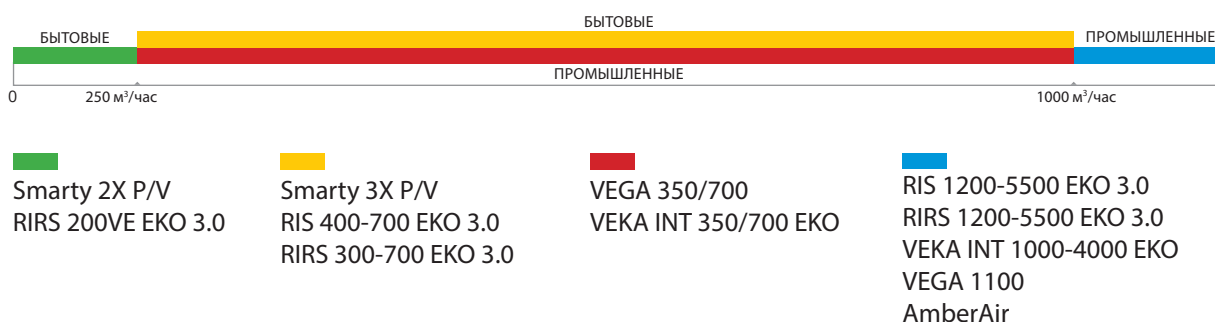 БЫТОВЫЕ
БЫТОВЫЕ
ПРОМЫШЛЕННЫЕ
ПРОМЫШЛЕННЫЕ
0
250 м³/час
1000 м³/час
Smarty 2X P/V
RIRS 200VE EKO 3.0
Smarty 3X P/V
RIS 400-700 EKO 3.0
RIRS 300-700 EKO 3.0
VEGA 350/700
VEKA INT 350/700 EKO
RIS 1200-5500 EKO 3.0
RIRS 1200-5500 EKO 3.0
VEKA INT 1000-4000 EKO
VEGA 1100
AmberAir